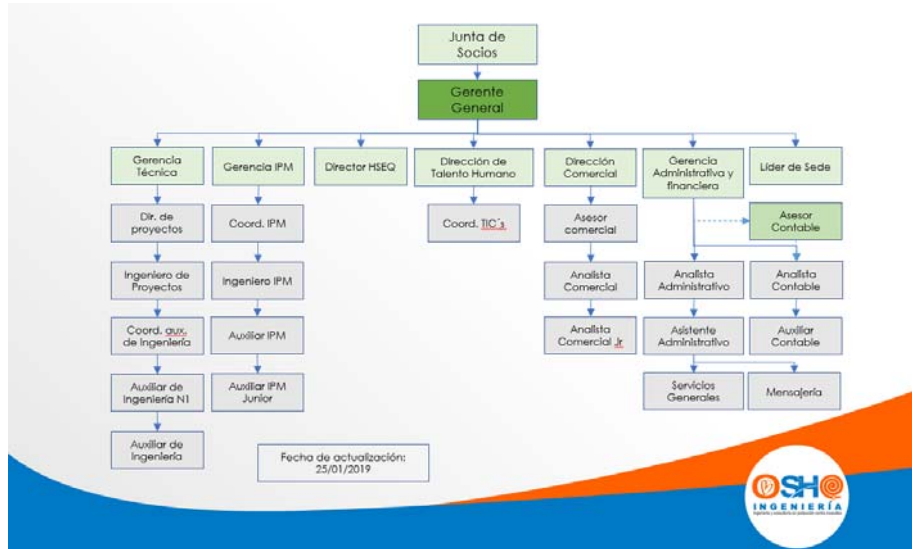 Junta de
Socios
Gerente
General
Gerencia
Técnica
Gerencia IPM
Director HSEQ
Dirección de
Talento Humano
Dirección
Comercial
Gerencia
Administrativa y
financiera
Líder de Sede
Dir. de
proyectos
Coord. IPM
Coord. TIC´s
Asesor
comercial
Asesor
Contable
Ingeniero de
Proyectos
Ingeniero IPM
Analista
Comercial
Analista
Administrativo
Analista
Contable
Coord. aux.
de Ingeniería
Auxiliar IPM
Analista
Comercial Jr
Asistente
Administrativo
Auxiliar
Contable
Auxiliar de
Ingeniería N1
Auxiliar IPM
Junior
Servicios
Generales
Mensajería
Auxiliar de
Ingeniería
Fecha de actualización:
25/01/2019
OSHO
INGENIERÍA